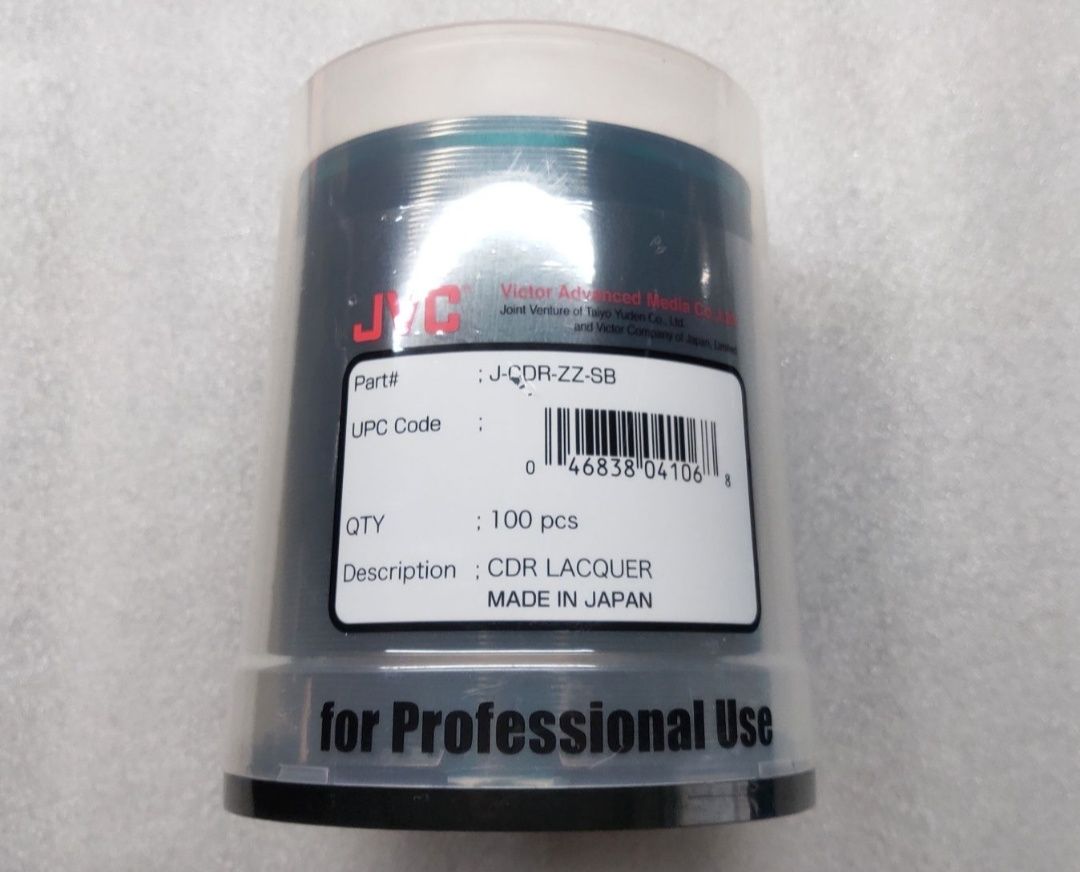 JVC
Victor Advanced Media Co.,Ltd.
Joint Venture of Taiyo Yuden Co., Ltd.
and Victor Company of Japan, Limited
Part# ; J-CDR-ZZ-SB
UPC Code ;
0 46838 04106 8
QTY ; 100 pcs
Description ; CDR LACQUER
MADE IN JAPAN
for Professional Use